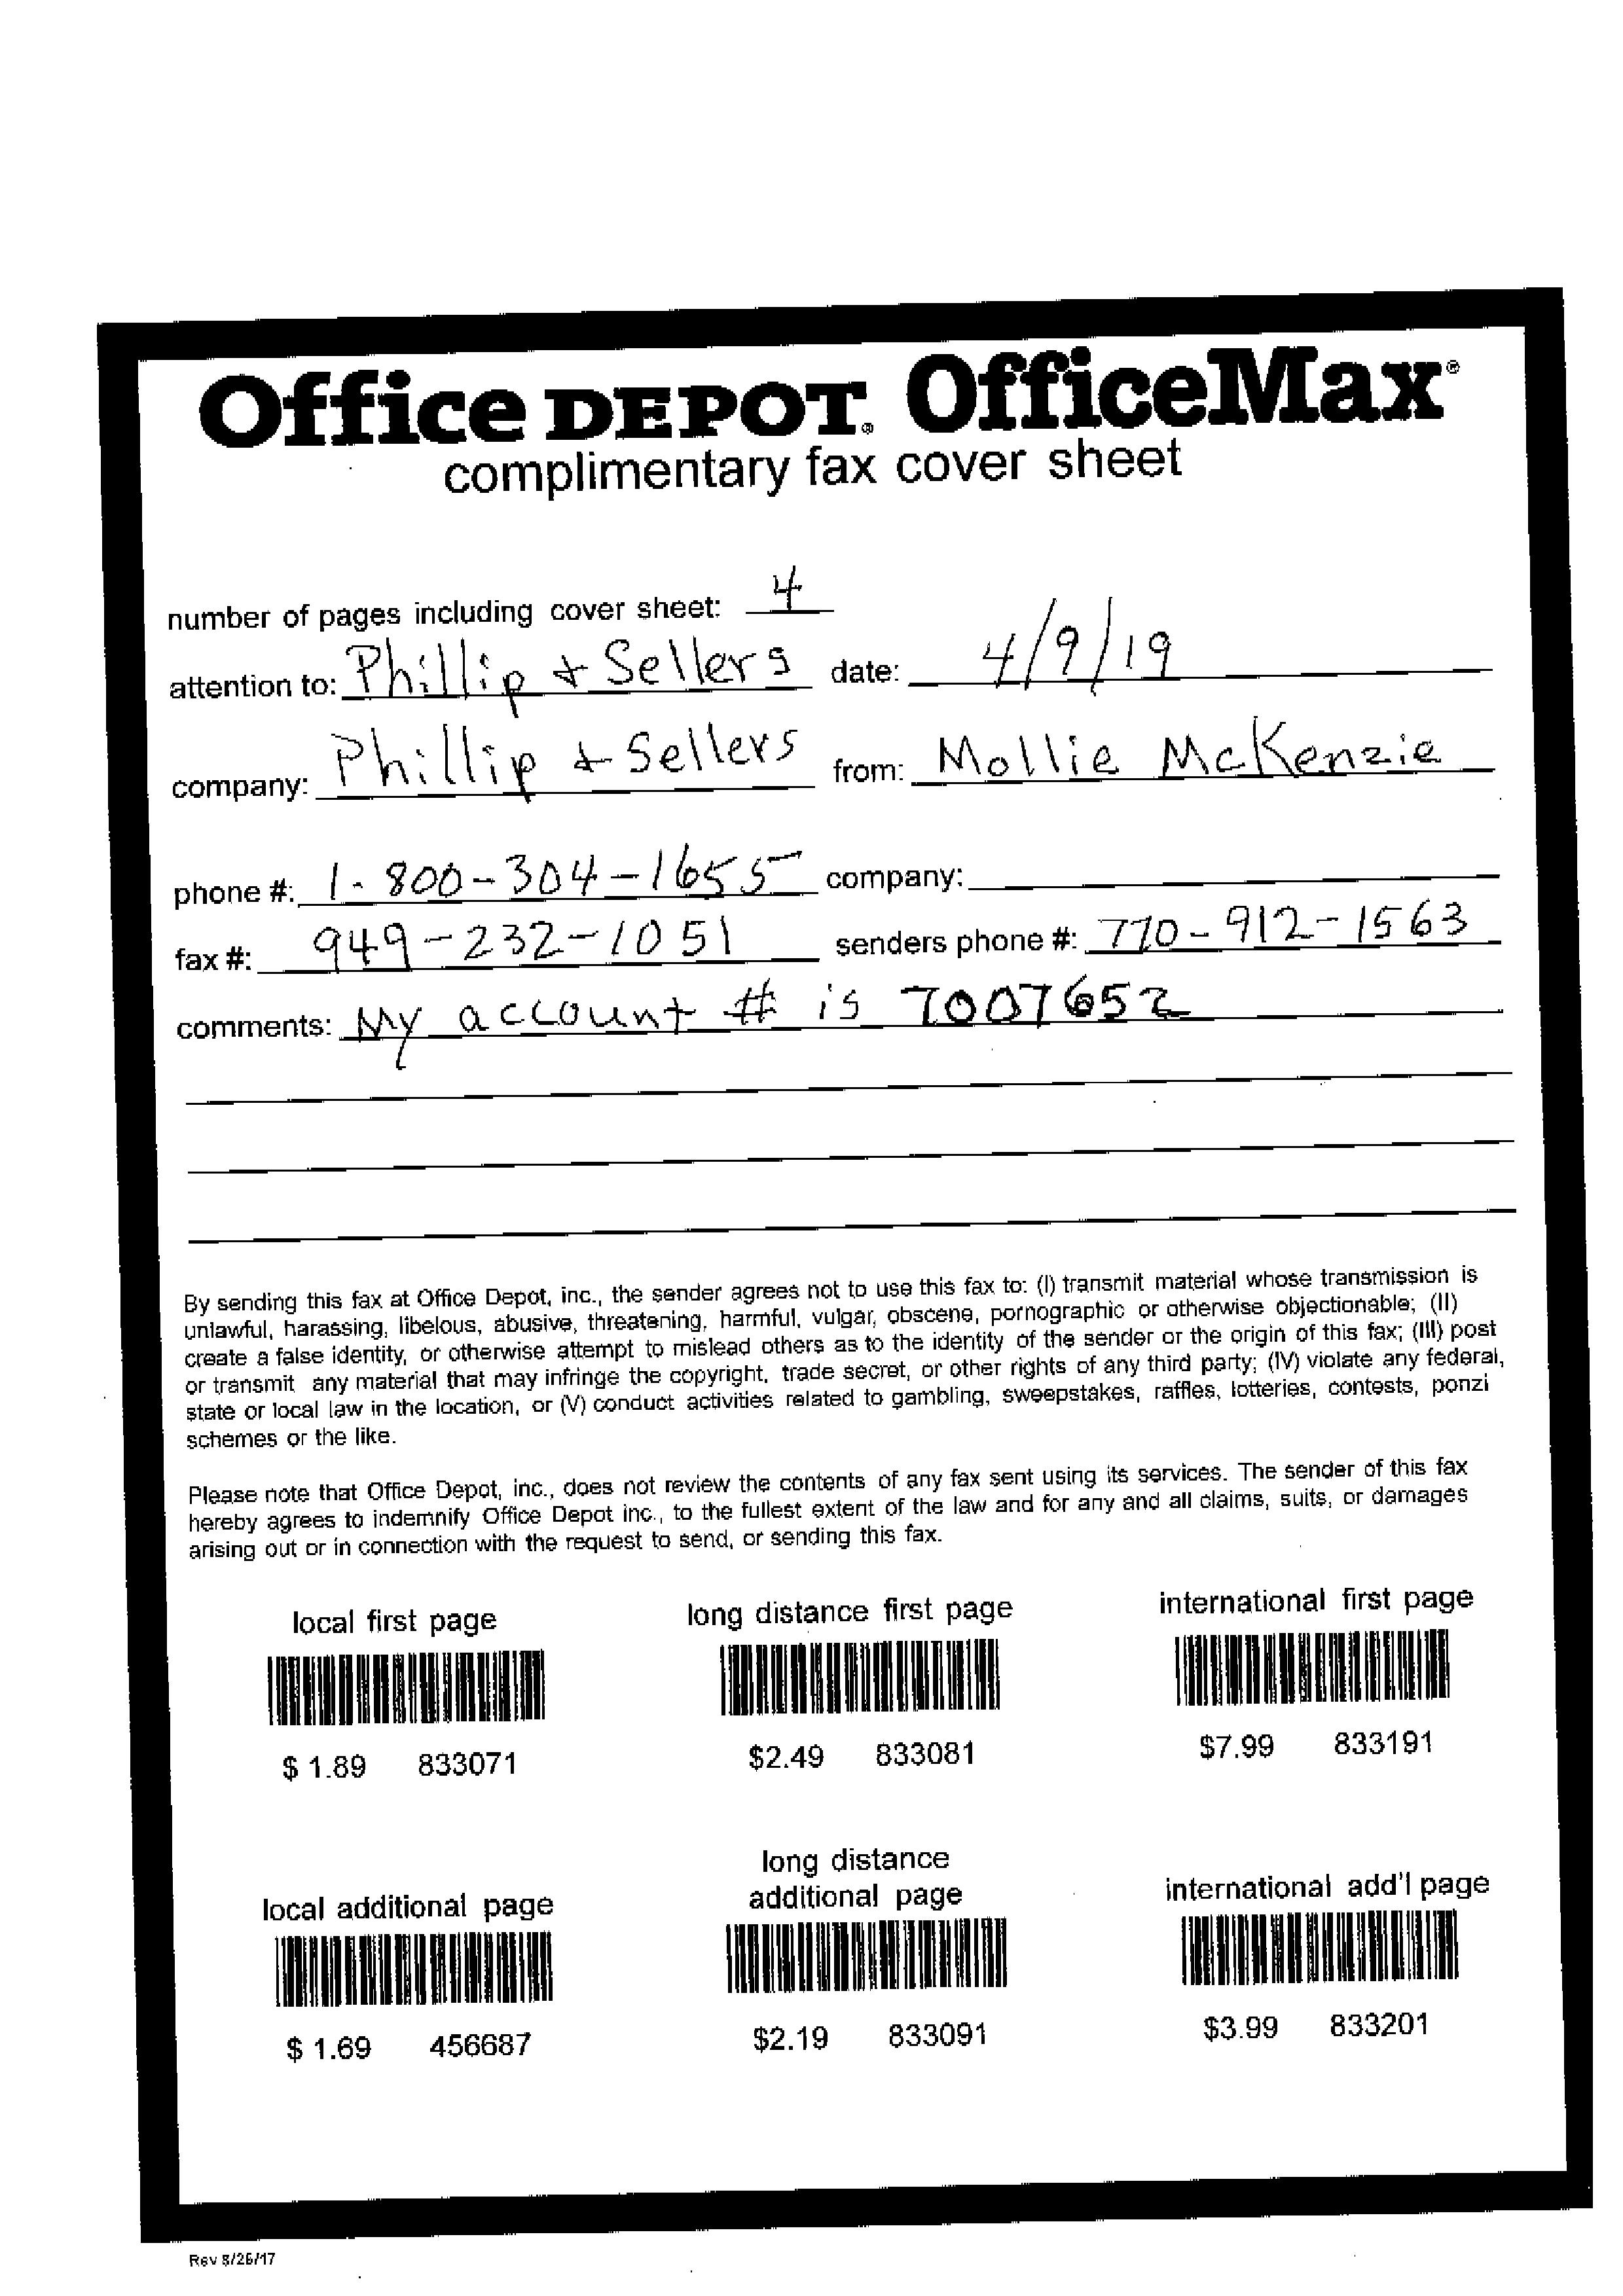 Office DEPOT® OfficeMax®
complimentary fax cover sheet
number of pages including cover sheet: 4
attention to: Phillip + Sellers date: 4/9/19
company: Phillip + Sellers from: Mollie McKenzie
phone #: 1-800-304-1655 company:
fax #: 949-232-1051 senders phone #: 770-912-1563
comments: My account # is 7007652
By sending this fax at Office Depot, inc., the sender agrees not to use this fax to: (I) transmit material whose transmission is
unlawful, harassing, libelous, abusive, threatening, harmful, vulgar, obscene, pornographic or otherwise objectionable; (II)
create a false identity, or otherwise attempt to mislead others as to the identity of the sender or the origin of this fax; (III) post
or transmit any material that may infringe the copyright, trade secret, or other rights of any third party; (IV) violate any federal,
state or local law in the location, or (V) conduct activities related to gambling, sweepstakes, raffles, lotteries, contests, ponzi
schemes or the like.
Please note that Office Depot, inc., does not review the contents of any fax sent using its services. The sender of this fax
hereby agrees to indemnify Office Depot inc., to the fullest extent of the law and for any and all claims, suits, or damages
arising out or in connection with the request to send, or sending this fax.
local first page long distance first page international first page
$ 1.89 833071 $2.49 833081 $7.99 833191
long distance
local additional page additional page international add'l page
$ 1.69 456687 $2.19 833091 $3.99 833201
Rev 8/26/17